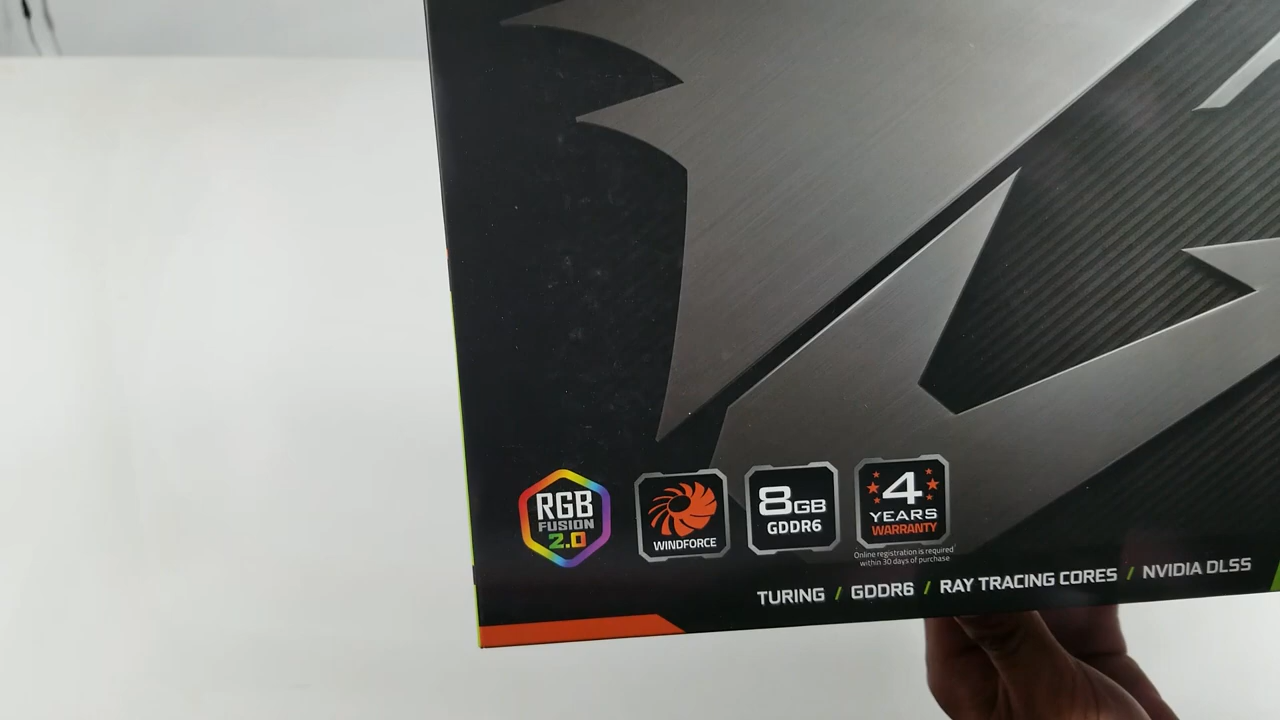 RGB
FUSION
2.0
WINDFORCE
8GB
GDDR6
4
YEARS
WARRANTY
Online registration is required
within 30 days of purchase
TURING / GDDR6 / RAY TRACING CORES / NVIDIA DLSS